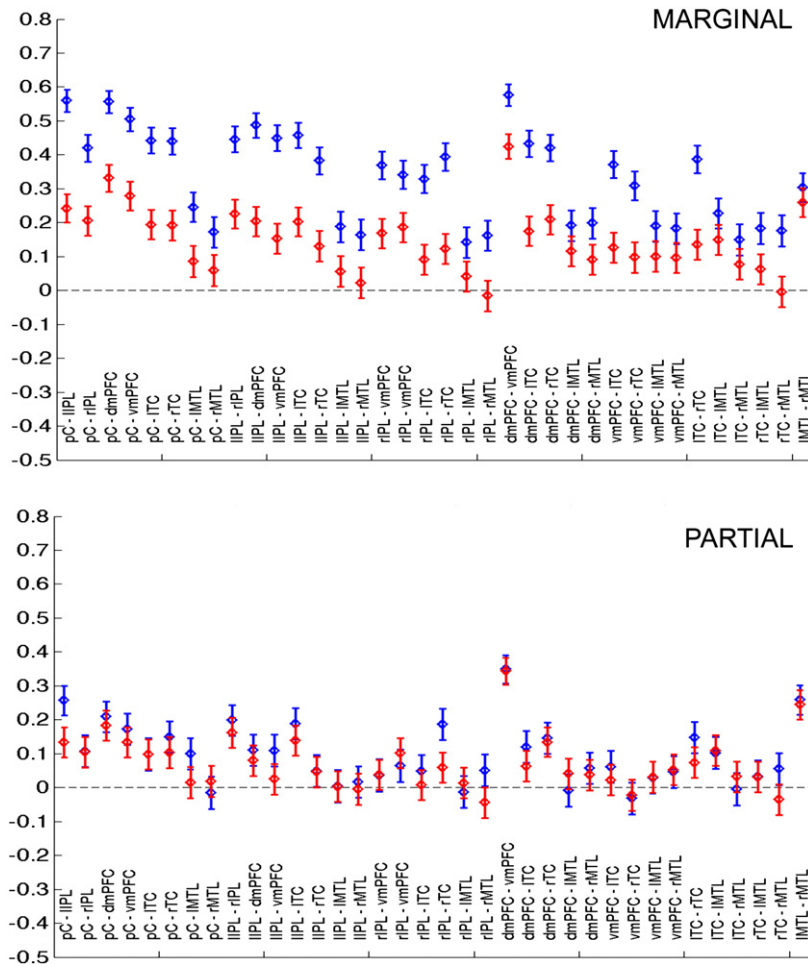 MARGINAL
0.8
0.7
0.6
0.5
0.4
0.3
0.2
0.1
0
-0.1
-0.2
-0.3
-0.4
-0.5
pC - lIPL
pC - rIPL
pC - dmPFC
pC - vmPFC
pC - lTC
pC - rTC
pC - lMTL
pC - rMTL
lIPL - rIPL
lIPL - dmPFC
lIPL - vmPFC
lIPL - lTC
lIPL - rTC
lIPL - lMTL
lIPL - rMTL
rIPL - vmPFC
rIPL - vmPFC
rIPL - lTC
rIPL - rTC
rIPL - lMTL
rIPL - rMTL
dmPFC - vmPFC
dmPFC - lTC
dmPFC - rTC
dmPFC - lMTL
dmPFC - rMTL
vmPFC - lTC
vmPFC - rTC
vmPFC - lMTL
vmPFC - rMTL
lTC - rTC
lTC - lMTL
lTC - rMTL
rTC - lMTL
rTC - rMTL
lMTL - rMTL
PARTIAL
0.8
0.7
0.6
0.5
0.4
0.3
0.2
0.1
0
-0.1
-0.2
-0.3
-0.4
-0.5
pC - lIPL
pC - rIPL
pC - dmPFC
pC - vmPFC
pC - lTC
pC - rTC
pC - lMTL
pC - rMTL
lIPL - rIPL
lIPL - dmPFC
lIPL - vmPFC
lIPL - lTC
lIPL - rTC
lIPL - lMTL
lIPL - rMTL
rIPL - vmPFC
rIPL - vmPFC
rIPL - lTC
rIPL - rTC
rIPL - lMTL
rIPL - rMTL
dmPFC - vmPFC
dmPFC - lTC
dmPFC - rTC
dmPFC - lMTL
dmPFC - rMTL
vmPFC - lTC
vmPFC - rTC
vmPFC - lMTL
vmPFC - rMTL
lTC - rTC
lTC - lMTL
lTC - rMTL
rTC - lMTL
rTC - rMTL
lMTL - rMTL